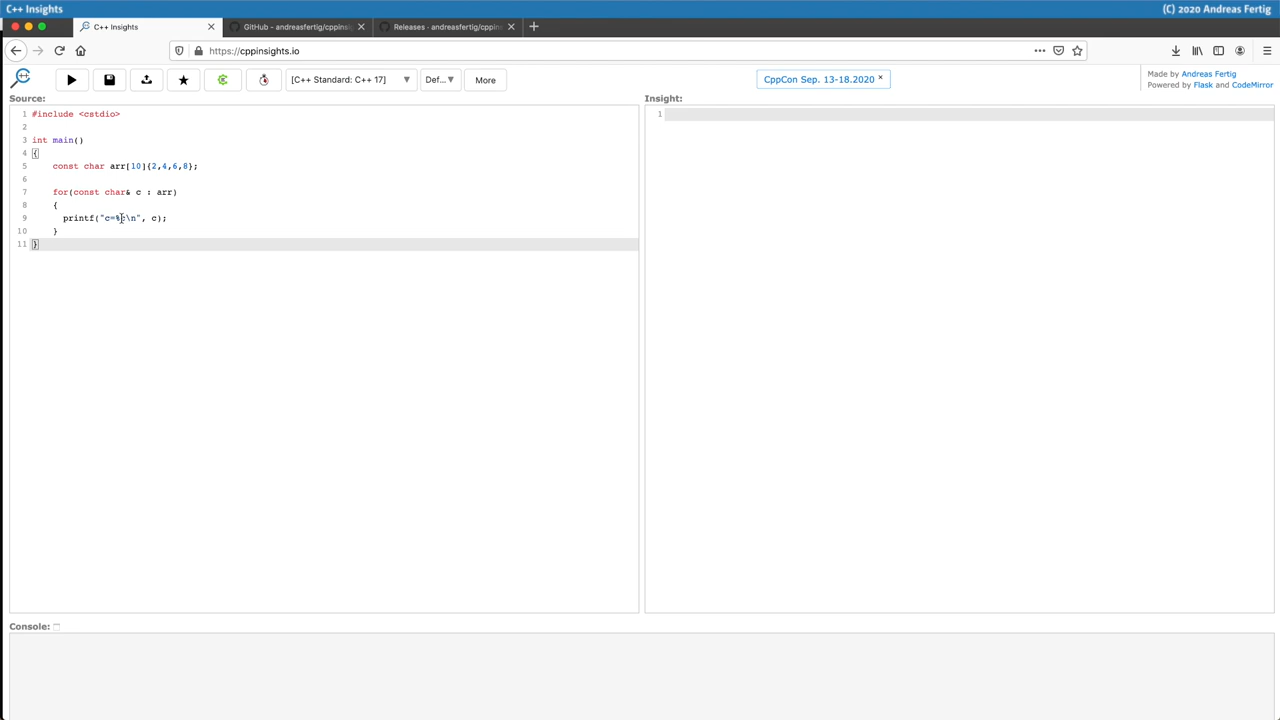 C++ Insights (C) 2020 Andreas Fertig
C++ Insights GitHub – andreasfertig/cppinsig Releases · andreasfertig/cppins
https://cppinsights.io
[C++ Standard: C++ 17] Def... More CppCon Sep. 13-18.2020 × Made by Andreas Fertig
Powered by Flask and CodeMirror
Source: Insight:
1 #include <cstdio> 1
2
3 int main()
4 {
5 const char arr[10]{2,4,6,8};
6
7 for(const char& c : arr)
8 {
9 printf("c=%c\n", c);
10 }
11 }
Console: